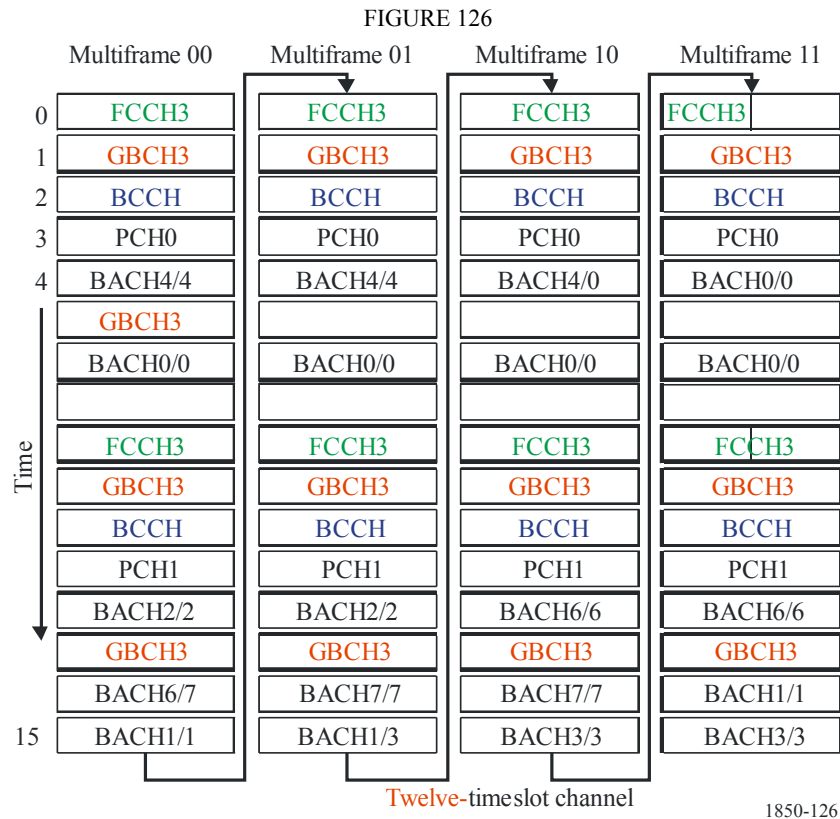 FIGURE 126
Multiframe 00 Multiframe 01 Multiframe 10 Multiframe 11
0 FCCH3 FCCH3 FCCH3 FCCH3
1 GBCH3 GBCH3 GBCH3 GBCH3
2 BCCH BCCH BCCH BCCH
3 PCH0 PCH0 PCH0 PCH0
4 BACH4/4 BACH4/4 BACH4/0 BACH0/0
GBCH3
BACH0/0 BACH0/0 BACH0/0 BACH0/0
FCCH3 FCCH3 FCCH3 FCCH3
Time
GBCH3 GBCH3 GBCH3 GBCH3
BCCH BCCH BCCH BCCH
PCH1 PCH1 PCH1 PCH1
BACH2/2 BACH2/2 BACH6/6 BACH6/6
GBCH3 GBCH3 GBCH3 GBCH3
BACH6/7 BACH7/7 BACH7/7 BACH1/1
15 BACH1/1 BACH1/3 BACH3/3 BACH3/3
Twelve-timeslot channel
1850-126